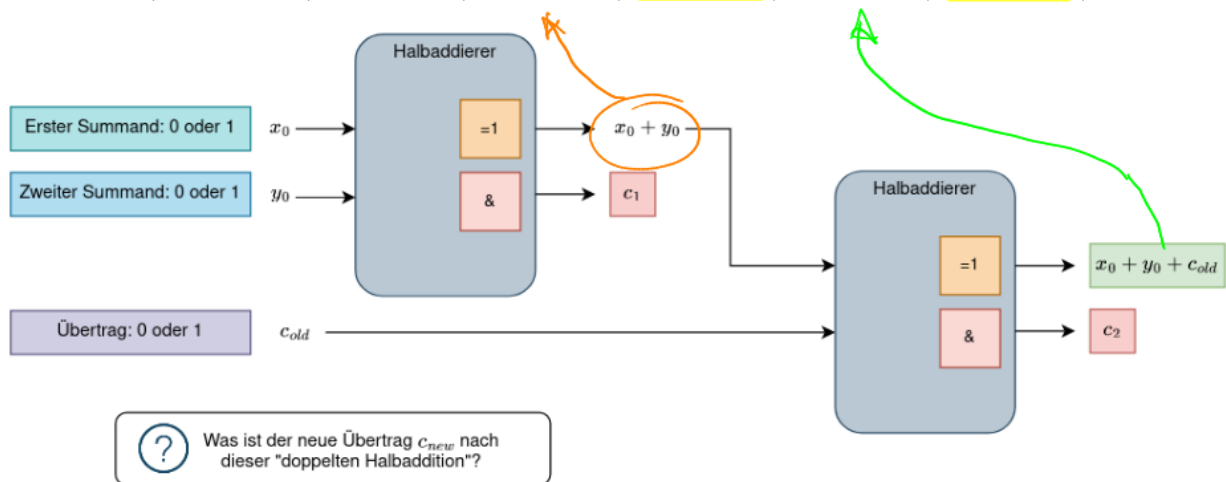 Halbaddierer
Erster Summand: 0 oder 1
x₀
=1
x₀ + y₀
Zweiter Summand: 0 oder 1
y₀
&
c₁
Halbaddierer
=1
x₀ + y₀ + c_old
Übertrag: 0 oder 1
c_old
&
c₂
?
Was ist der neue Übertrag c_new nach
dieser "doppelten Halbaddition"?